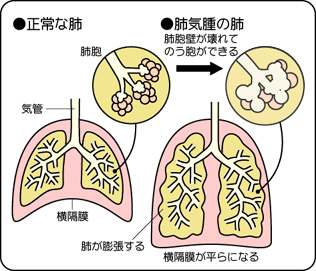 ●正常な肺
肺胞
気管
横隔膜
●肺気腫の肺
肺胞壁が壊れて
のう胞ができる
肺が膨張する
横隔膜が平らになる